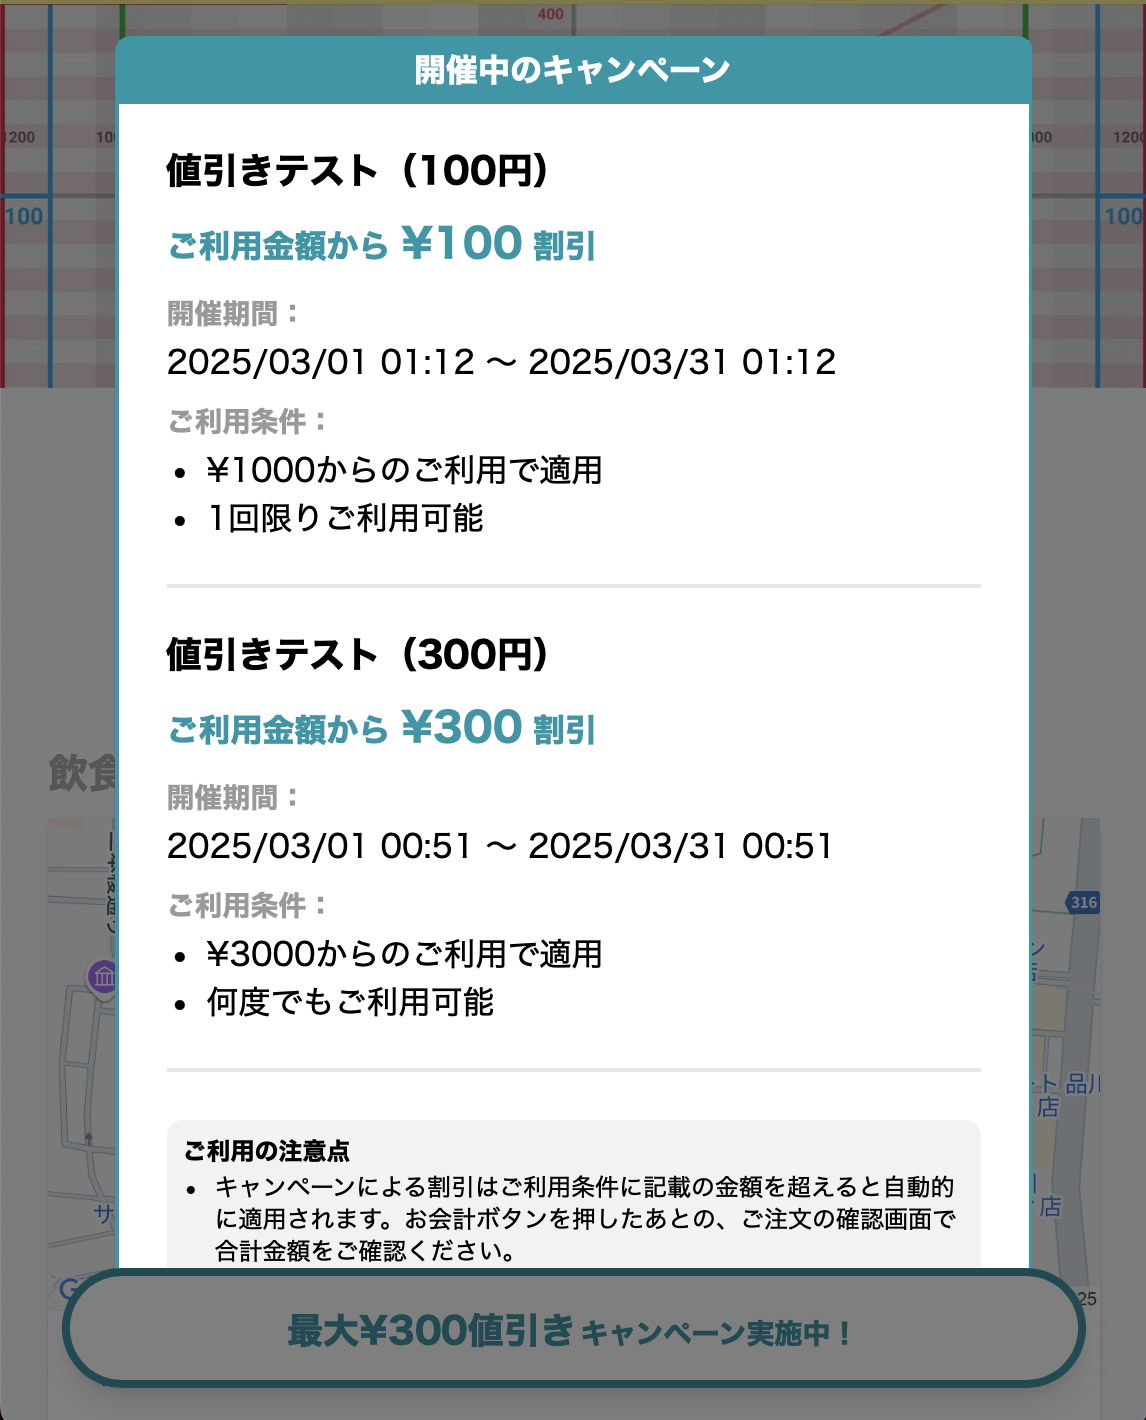 400
1200
100
開催中のキャンペーン
1200
100
値引きテスト（100円）
ご利用金額から ¥100 割引
開催期間：
2025/03/01 01:12 〜 2025/03/31 01:12
ご利用条件：
• ¥1000からのご利用で適用
• 1回限りご利用可能
値引きテスト（300円）
ご利用金額から ¥300 割引
開催期間：
2025/03/01 00:51 〜 2025/03/31 00:51
ご利用条件：
• ¥3000からのご利用で適用
• 何度でもご利用可能
飲食
316
品川
店
店
サ
ご利用の注意点
• キャンペーンによる割引はご利用条件に記載の金額を超えると自動的
に適用されます。お会計ボタンを押したあとの、ご注文の確認画面で
合計金額をご確認ください。
G
25
最大¥300値引きキャンペーン実施中！